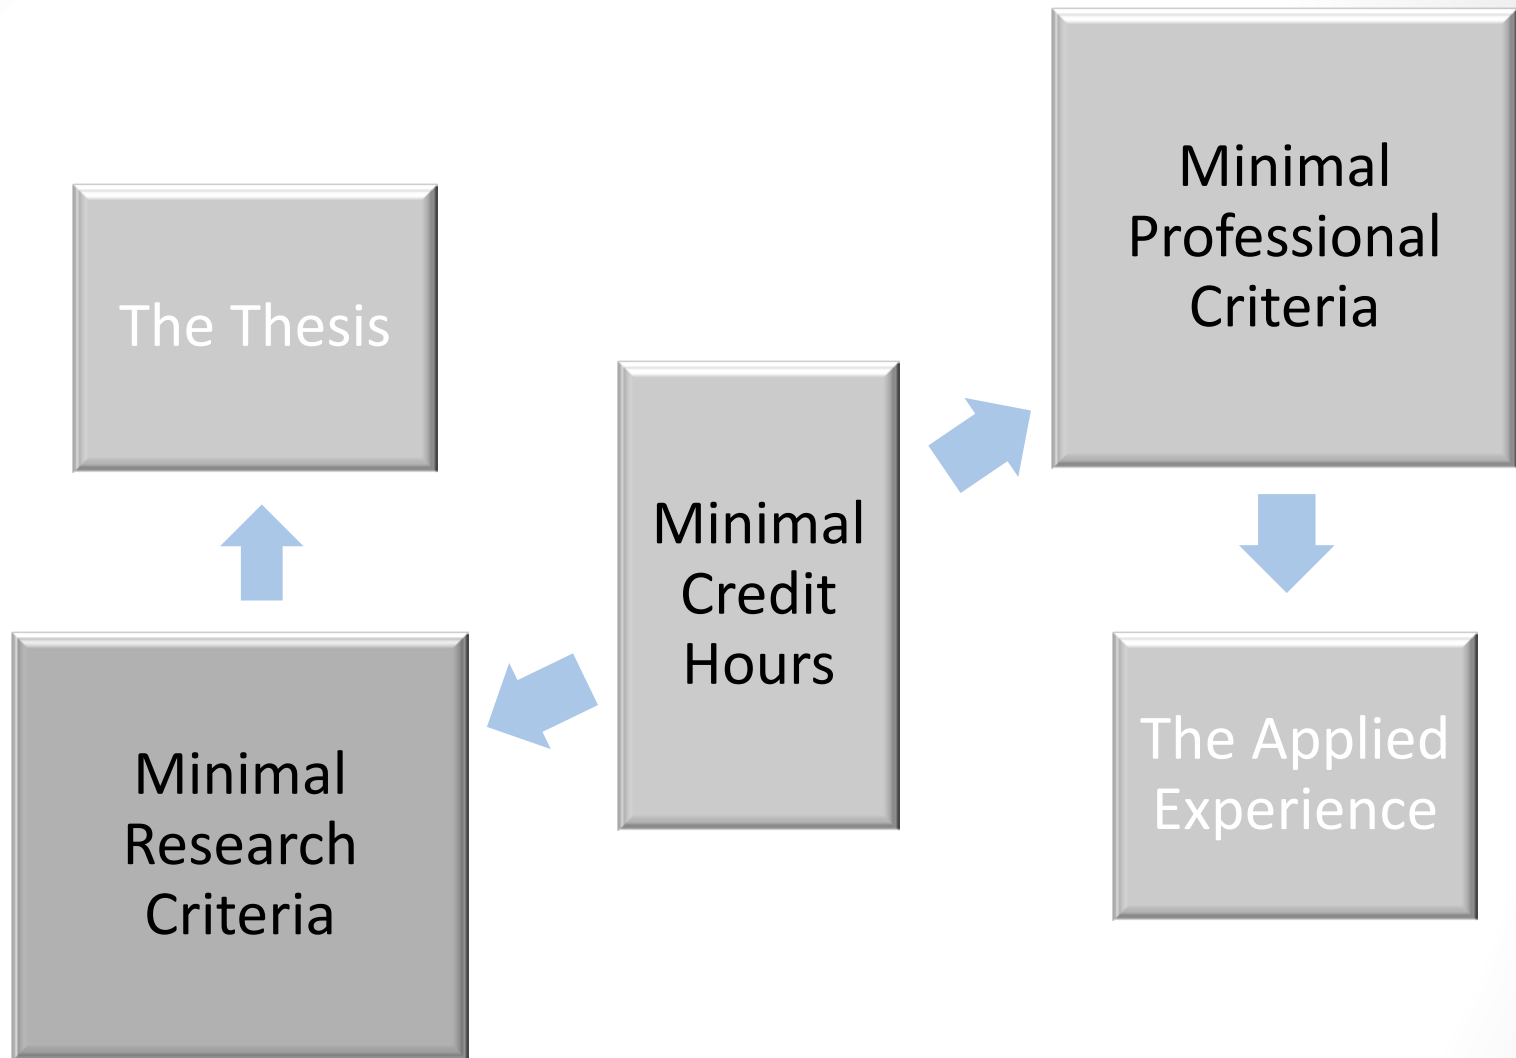 The Thesis
Minimal
Research
Criteria
Minimal
Credit
Hours
Minimal
Professional
Criteria
The Applied
Experience